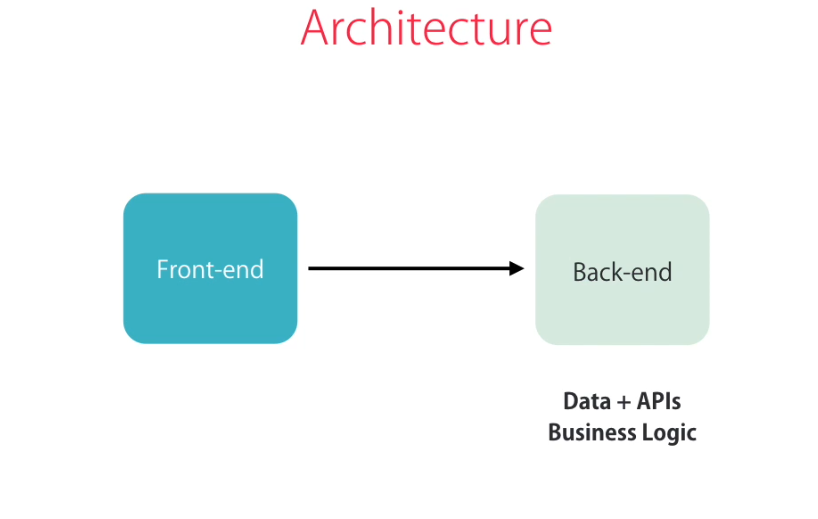 Architecture
Front-end
Back-end
Data + APIs
Business Logic